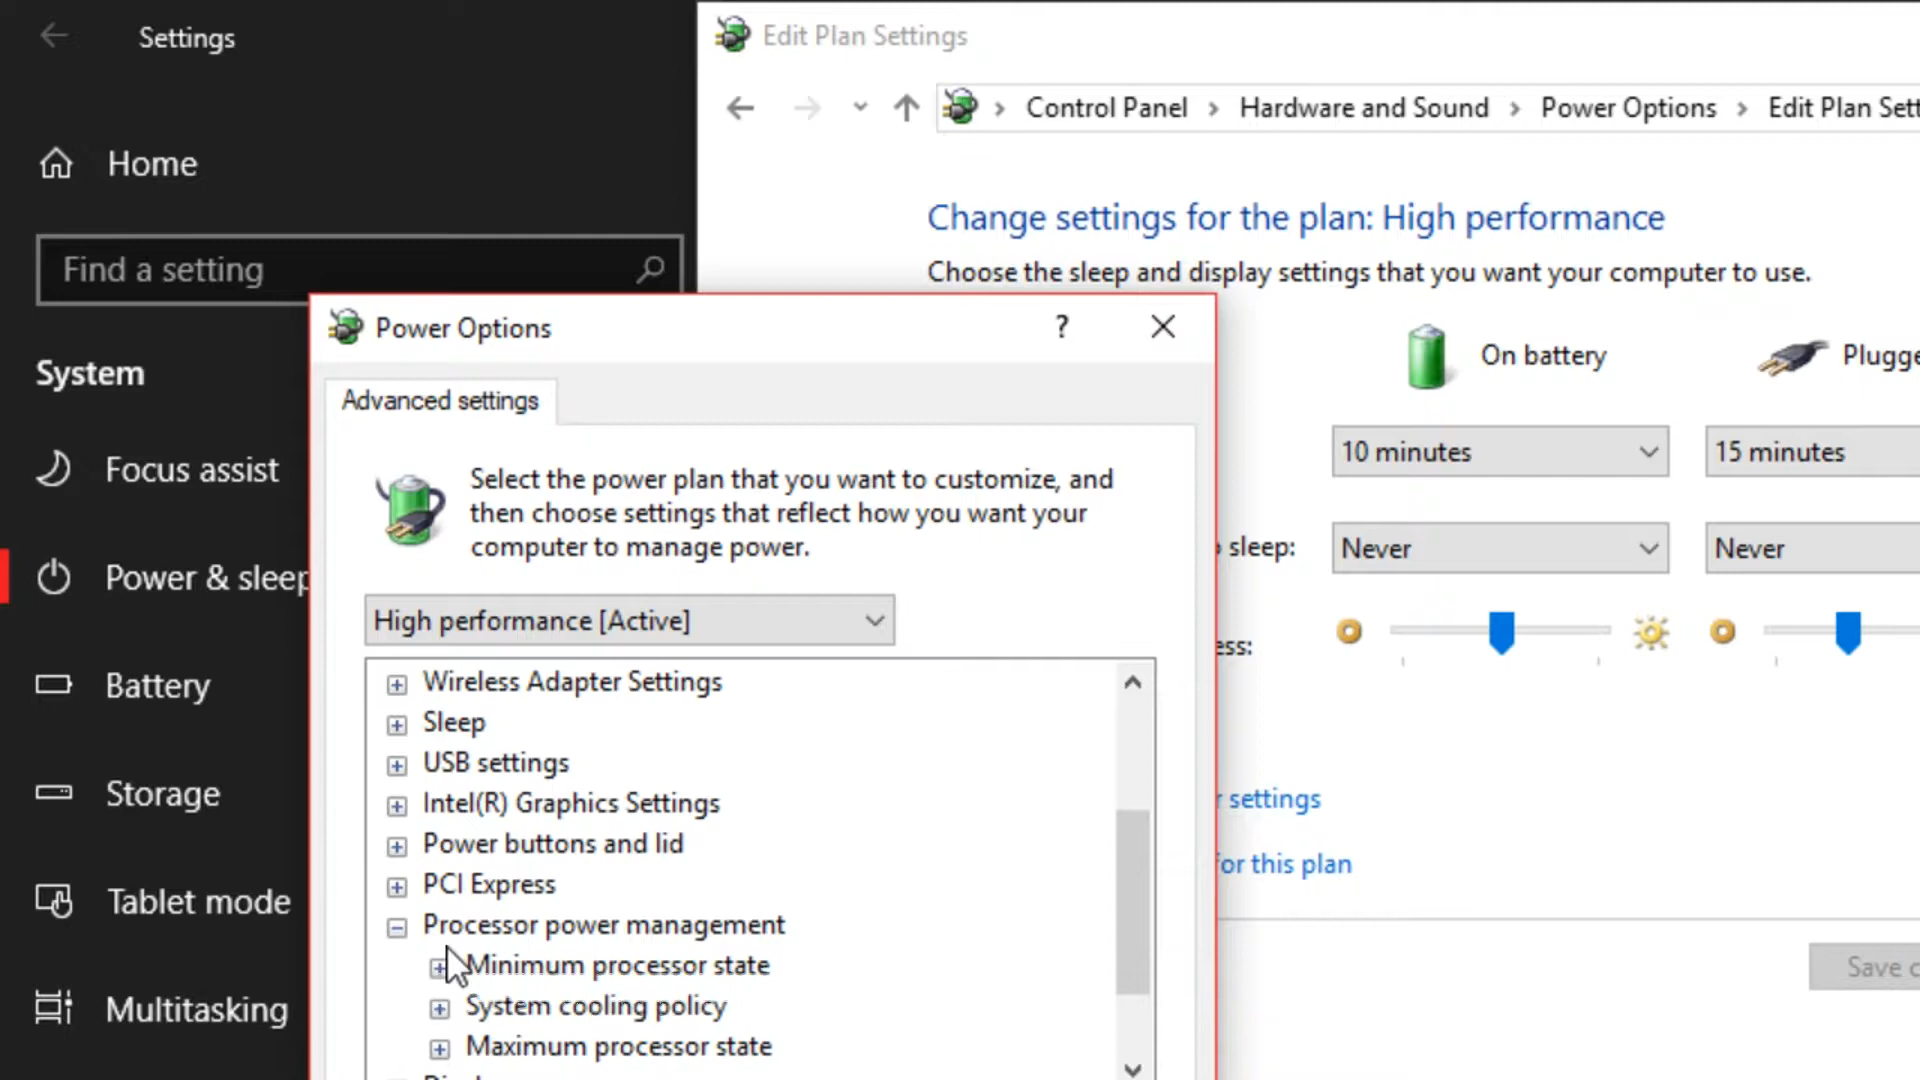 Settings
Home
Find a setting
System
Focus assist
Power & sleep
Battery
Storage
Tablet mode
Multitasking
Edit Plan Settings
Control Panel > Hardware and Sound > Power Options > Edit Plan Sett
Change settings for the plan: High performance
Choose the sleep and display settings that you want your computer to use.
On battery
Plugge
10 minutes
15 minutes
sleep:
Never
Never
ess:
r settings
for this plan
Save c
Power Options
?
Advanced settings
Select the power plan that you want to customize, and
then choose settings that reflect how you want your
computer to manage power.
High performance [Active]
Wireless Adapter Settings
Sleep
USB settings
Intel(R) Graphics Settings
Power buttons and lid
PCI Express
Processor power management
Minimum processor state
System cooling policy
Maximum processor state